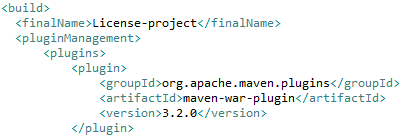 <build>
<finalName>License-project</finalName>
<pluginManagement>
<plugins>
<plugin>
<groupId>org.apache.maven.plugins</groupId>
<artifactId>maven-war-plugin</artifactId>
<version>3.2.0</version>
</plugin>